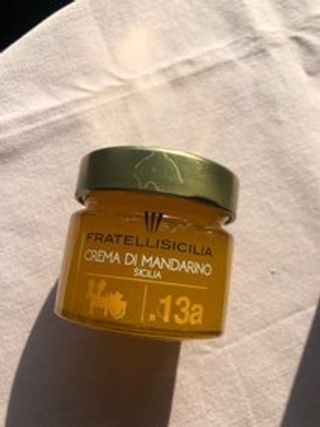 FRATELLISICILIA
CREMA DI MANDARINO
SICILIA
.13a